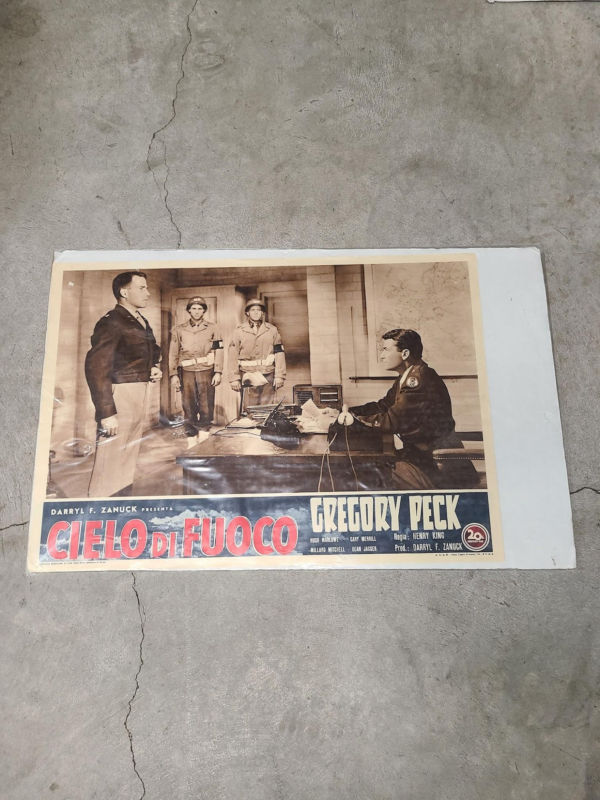 DARRYL F. ZANUCK PRESENTA
CIELO DI FUOCO
GREGORY PECK
HUGH MARLOWE · GARY MERRILL
MILLARD MITCHELL · DEAN JAGGER
Regia: HENRY KING
Prod.: DARRYL F. ZANUCK
20